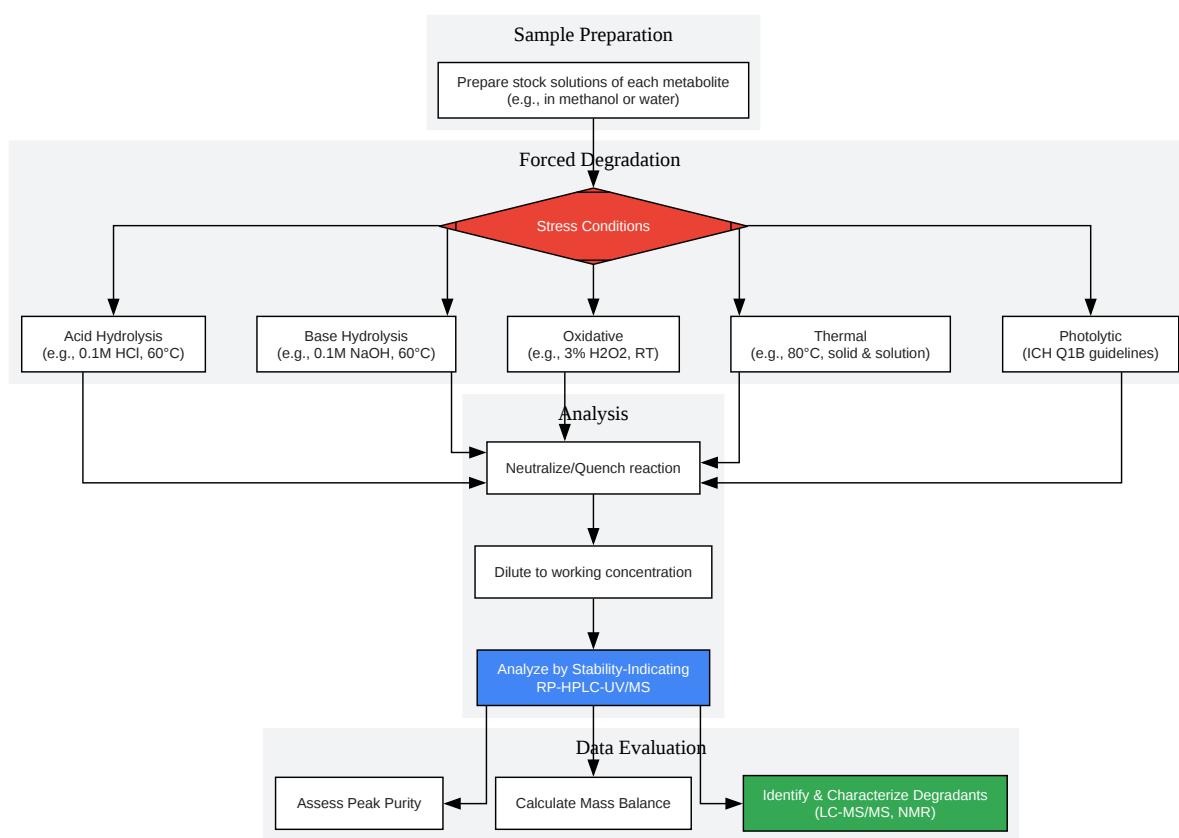 Sample Preparation
Prepare stock solutions of each metabolite
(e.g., in methanol or water)
Forced Degradation
Stress Conditions
Acid Hydrolysis
(e.g., 0.1M HCl, 60°C)
Base Hydrolysis
(e.g., 0.1M NaOH, 60°C)
Oxidative
(e.g., 3% H2O2, RT)
Thermal
(e.g., 80°C, solid & solution)
Photolytic
(ICH Q1B guidelines)
Analysis
Neutralize/Quench reaction
Dilute to working concentration
Analyze by Stability-Indicating
RP-HPLC-UV/MS
Data Evaluation
Assess Peak Purity
Calculate Mass Balance
Identify & Characterize Degradants
(LC-MS/MS, NMR)